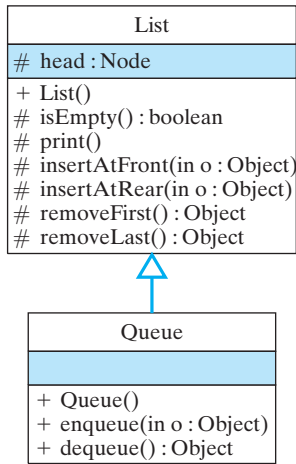 List
# head : Node
+ List()
# isEmpty() : boolean
# print()
# insertAtFront(in o : Object)
# insertAtRear(in o : Object)
# removeFirst() : Object
# removeLast() : Object
Queue
+ Queue()
+ enqueue(in o : Object)
+ dequeue() : Object